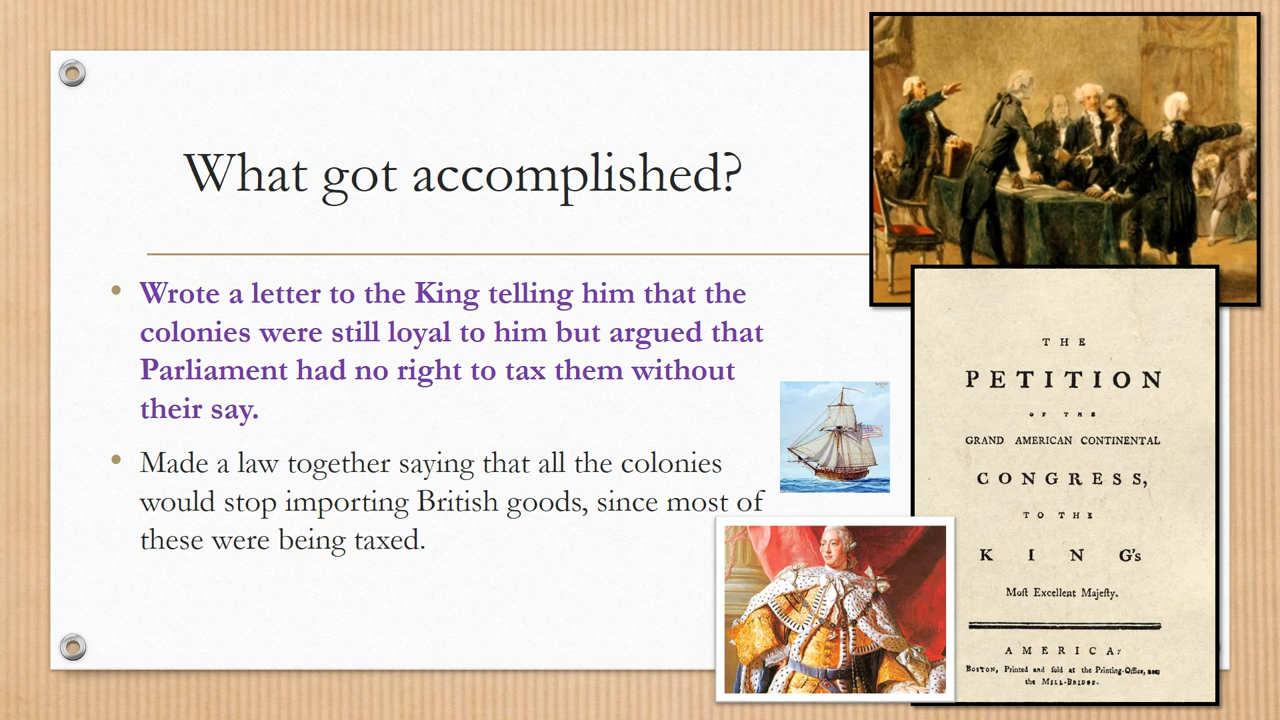 What got accomplished?
• Wrote a letter to the King telling him that the
colonies were still loyal to him but argued that
Parliament had no right to tax them without
their say.
• Made a law together saying that all the colonies
would stop importing British goods, since most of
these were being taxed.
THE
PETITION
OF THE
GRAND AMERICAN CONTINENTAL
CONGRESS,
TO THE
KING's
Moſt Excellent Majeſty.
AMERICA:
BOSTON, Printed and ſold at the Printing-Office, near
the MILL-BRIDGE.